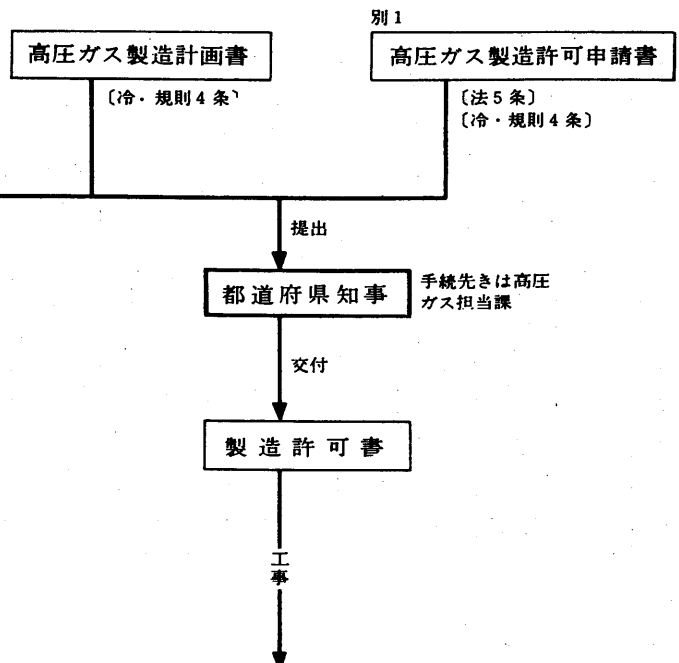 別1
高圧ガス製造計画書
高圧ガス製造許可申請書
〔冷・規則4条〕
〔法5条〕
〔冷・規則4条〕
提出
都道府県知事
手続先きは高圧
ガス担当課
交付
製造許可書
工事